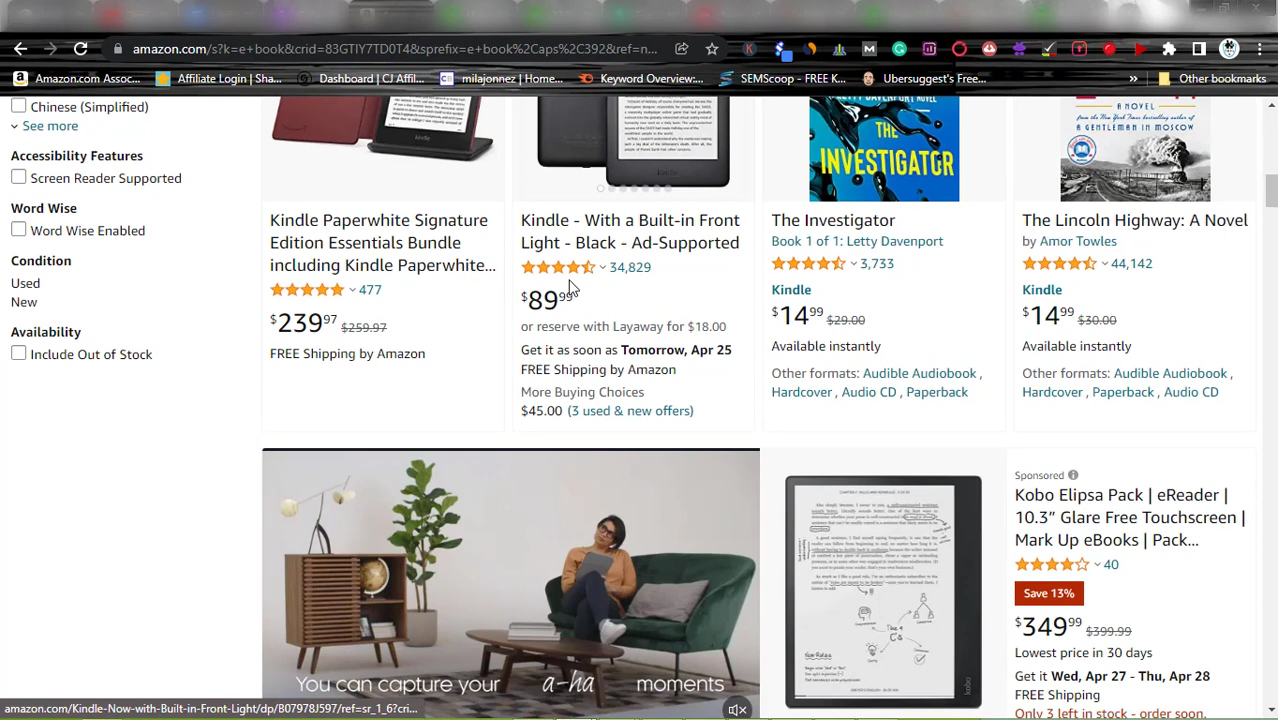 amazon.com/s?k=e+book&crid=83GTIY7TD0T4&sprefix=e+book%2Caps%2C392&ref=n...
Amazon.com Assoc...
Affiliate Login | Sha...
Dashboard | CJ Affil...
milajonnez | Home...
Keyword Overview...
SEMScoop - FREE K...
Ubersuggest's Free...
»
Other bookmarks
Chinese (Simplified)
See more
Accessibility Features
Screen Reader Supported
Word Wise
Word Wise Enabled
Condition
Used
New
Availability
Include Out of Stock
Kindle Paperwhite Signature
Edition Essentials Bundle
including Kindle Paperwhite...
477
$239.97 $259.97
FREE Shipping by Amazon
Kindle - With a Built-in Front
Light - Black - Ad-Supported
34,829
$89.99
or reserve with Layaway for $18.00
Get it as soon as Tomorrow, Apr 25
FREE Shipping by Amazon
More Buying Choices
$45.00 (3 used & new offers)
THE
INVESTIGATOR
The Investigator
Book 1 of 1: Letty Davenport
3,733
Kindle
$14.99 $29.00
Available instantly
Other formats: Audible Audiobook ,
Hardcover , Audio CD , Paperback
A NOVEL
A GENTLEMAN IN MOSCOW
The Lincoln Highway: A Novel
by Amor Towles
44,142
Kindle
$14.99 $30.00
Available instantly
Other formats: Audible Audiobook ,
Hardcover , Paperback , Audio CD
You can capture your aha moments
kobo
Sponsored
Kobo Elipsa Pack | eReader |
10.3” Glare Free Touchscreen |
Mark Up eBooks | Pack...
40
Save 13%
$349.99 $399.99
Lowest price in 30 days
Get it Wed, Apr 27 - Thu, Apr 28
FREE Shipping
Only 3 left in stock - order soon.
amazon.com/Kindle-Now-with-Built-in-Front-Light/dp/B07978J597/ref=sr_1_6?cri...